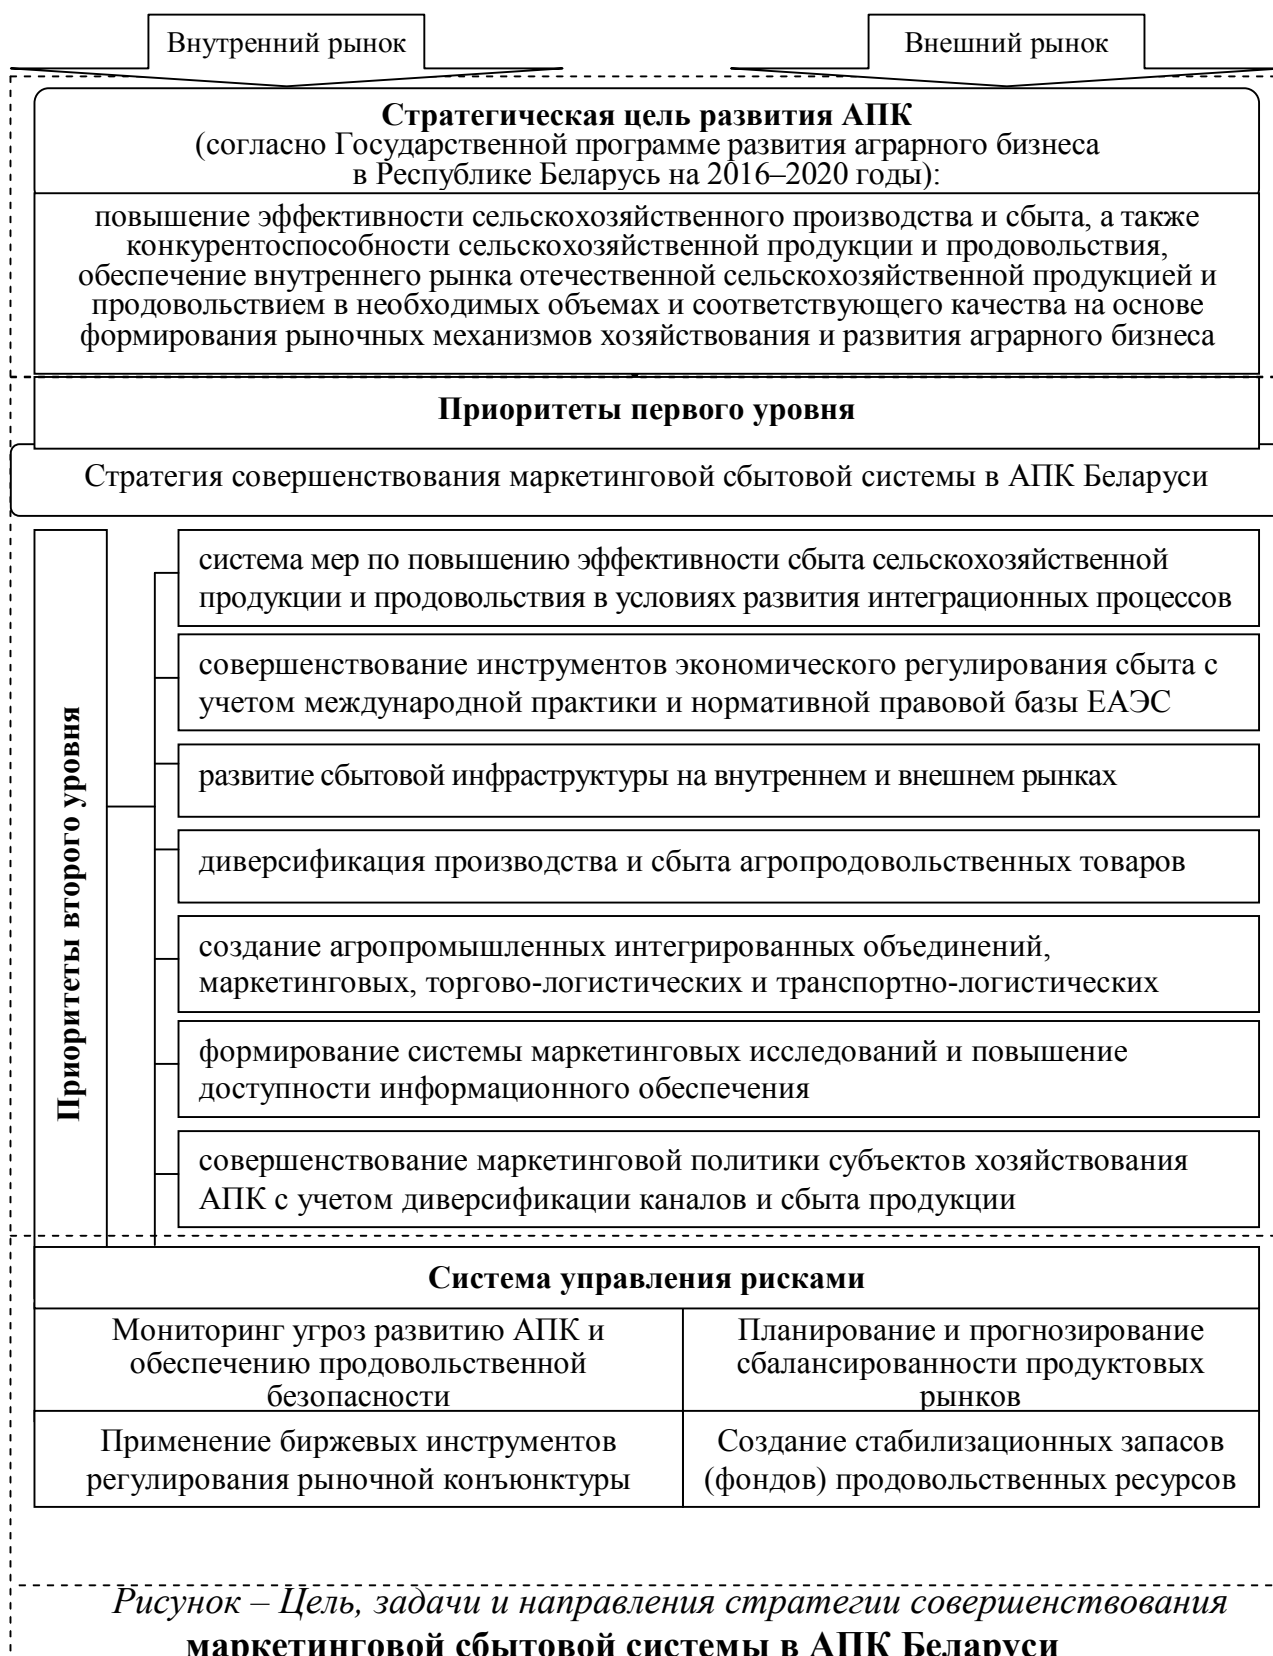 Внутренний рынок
Внешний рынок
Стратегическая цель развития АПК
(согласно Государственной программе развития аграрного бизнеса
в Республике Беларусь на 2016–2020 годы):
повышение эффективности сельскохозяйственного производства и сбыта, а также
конкурентоспособности сельскохозяйственной продукции и продовольствия,
обеспечение внутреннего рынка отечественной сельскохозяйственной продукцией и
продовольствием в необходимых объемах и соответствующего качества на основе
формирования рыночных механизмов хозяйствования и развития аграрного бизнеса
Приоритеты первого уровня
Стратегия совершенствования маркетинговой сбытовой системы в АПК Беларуси
Приоритеты второго уровня
система мер по повышению эффективности сбыта сельскохозяйственной
продукции и продовольствия в условиях развития интеграционных процессов
совершенствование инструментов экономического регулирования сбыта с
учетом международной практики и нормативной правовой базы ЕАЭС
развитие сбытовой инфраструктуры на внутреннем и внешнем рынках
диверсификация производства и сбыта агропродовольственных товаров
создание агропромышленных интегрированных объединений,
маркетинговых, торгово-логистических и транспортно-логистических
формирование системы маркетинговых исследований и повышение
доступности информационного обеспечения
совершенствование маркетинговой политики субъектов хозяйствования
АПК с учетом диверсификации каналов и сбыта продукции
Система управления рисками
Мониторинг угроз развитию АПК и
обеспечению продовольственной
безопасности
Планирование и прогнозирование
сбалансированности продуктовых
рынков
Применение биржевых инструментов
регулирования рыночной конъюнктуры
Создание стабилизационных запасов
(фондов) продовольственных ресурсов
Рисунок – Цель, задачи и направления стратегии совершенствования
маркетинговой сбытовой системы в АПК Беларуси